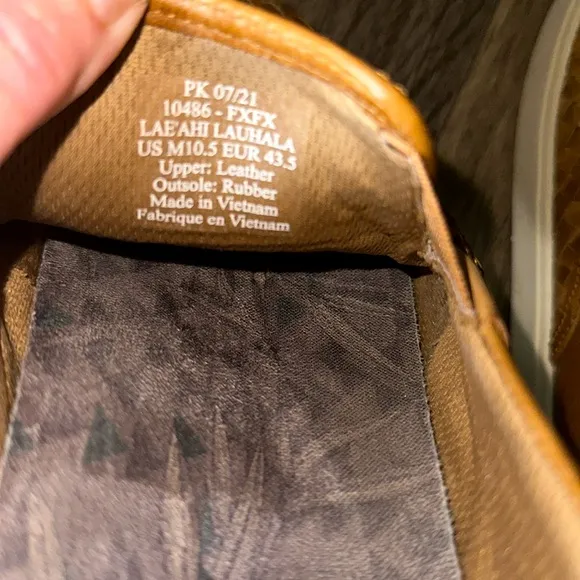 PK 07/21
10486 - FXFX
LAE'AHI LAUHALA
US M10.5 EUR 43.5
Upper: Leather
Outsole: Rubber
Made in Vietnam
Fabrique en Vietnam